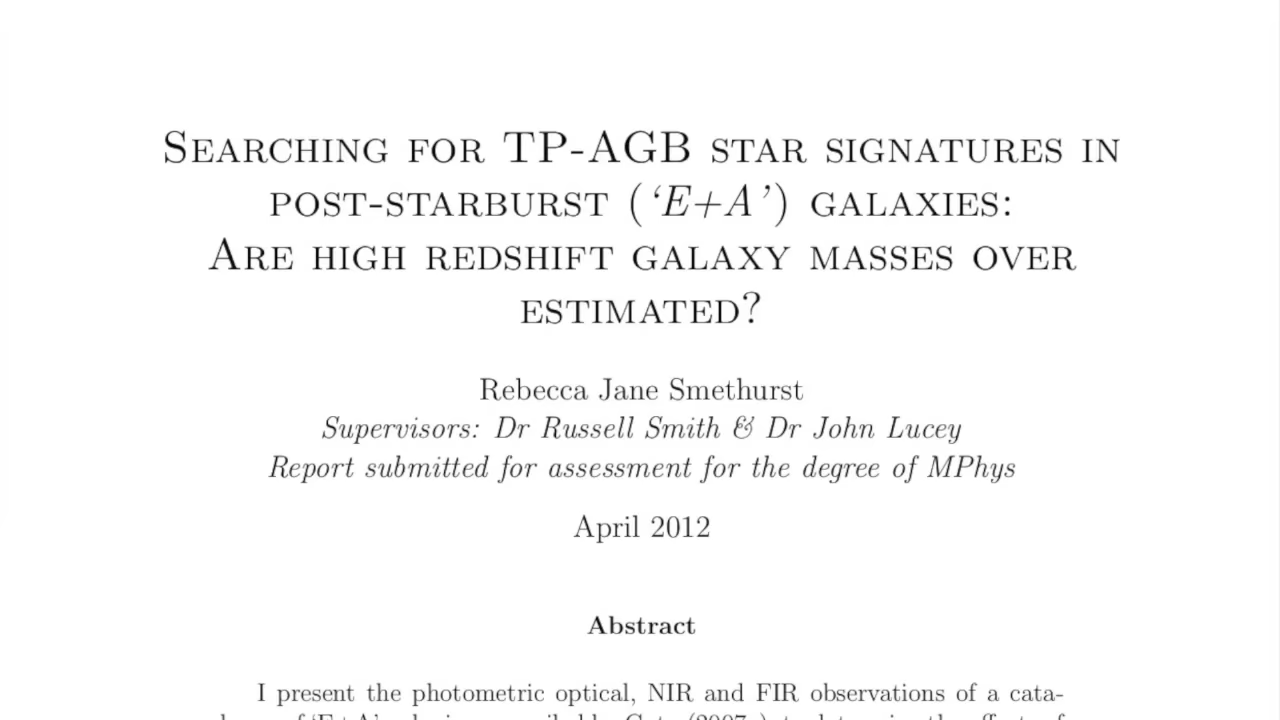 Searching for TP-AGB star signatures in
post-starburst (‘E+A’) galaxies:
Are high redshift galaxy masses over
estimated?
Rebecca Jane Smethurst
Supervisors: Dr Russell Smith & Dr John Lucey
Report submitted for assessment for the degree of MPhys
April 2012
Abstract
I present the photometric optical, NIR and FIR observations of a cata-